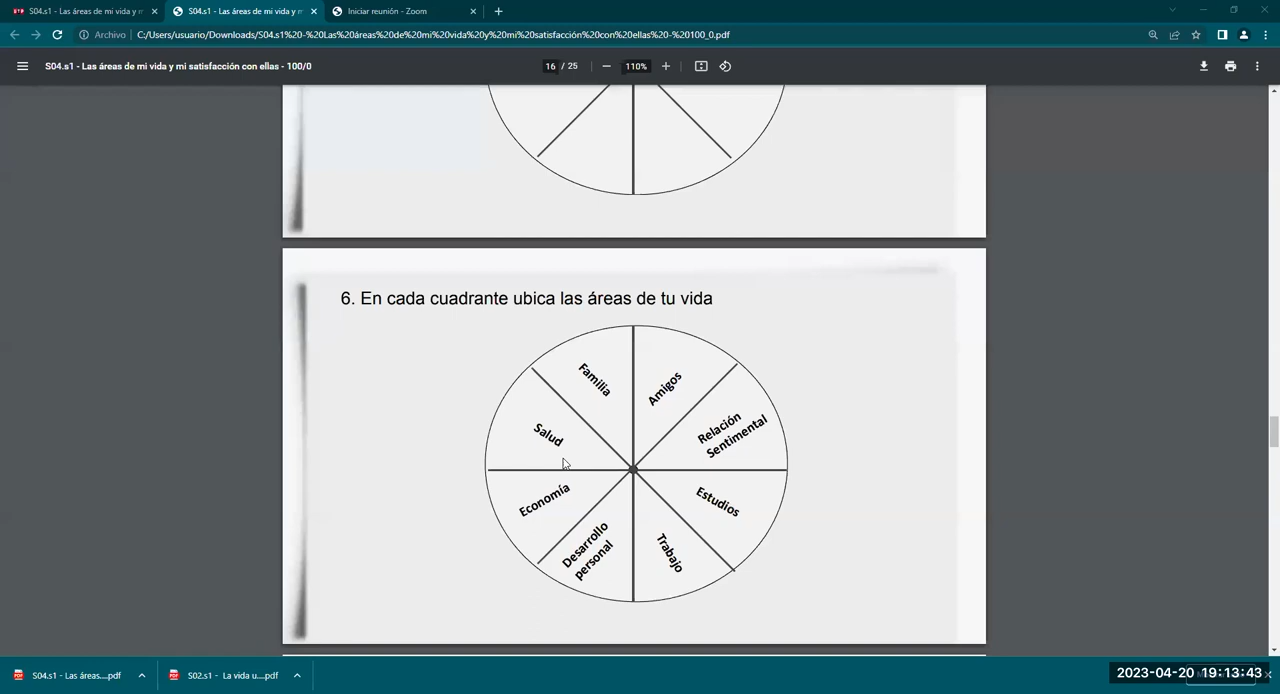 S04.s1 - Las áreas de mi vida y m
S04.s1 - Las áreas de mi vida y m
Iniciar reunión - Zoom
Archivo
C:/Users/usuario/Downloads/S04.s1%20-%20Las%20áreas%20de%20mi%20vida%20y%20mi%20satisfacción%20con%20ellas%20-%20100_0.pdf
S04.s1 - Las áreas de mi vida y mi satisfacción con ellas - 100/0
16 / 25
110%
6. En cada cuadrante ubica las áreas de tu vida
Familia
Amigos
Salud
Relación
Sentimental
Economía
Estudios
Desarrollo
personal
Trabajo
S04.s1 - Las áreas....pdf
S02.s1 - La vida u....pdf
2023-04-20 19:13:43